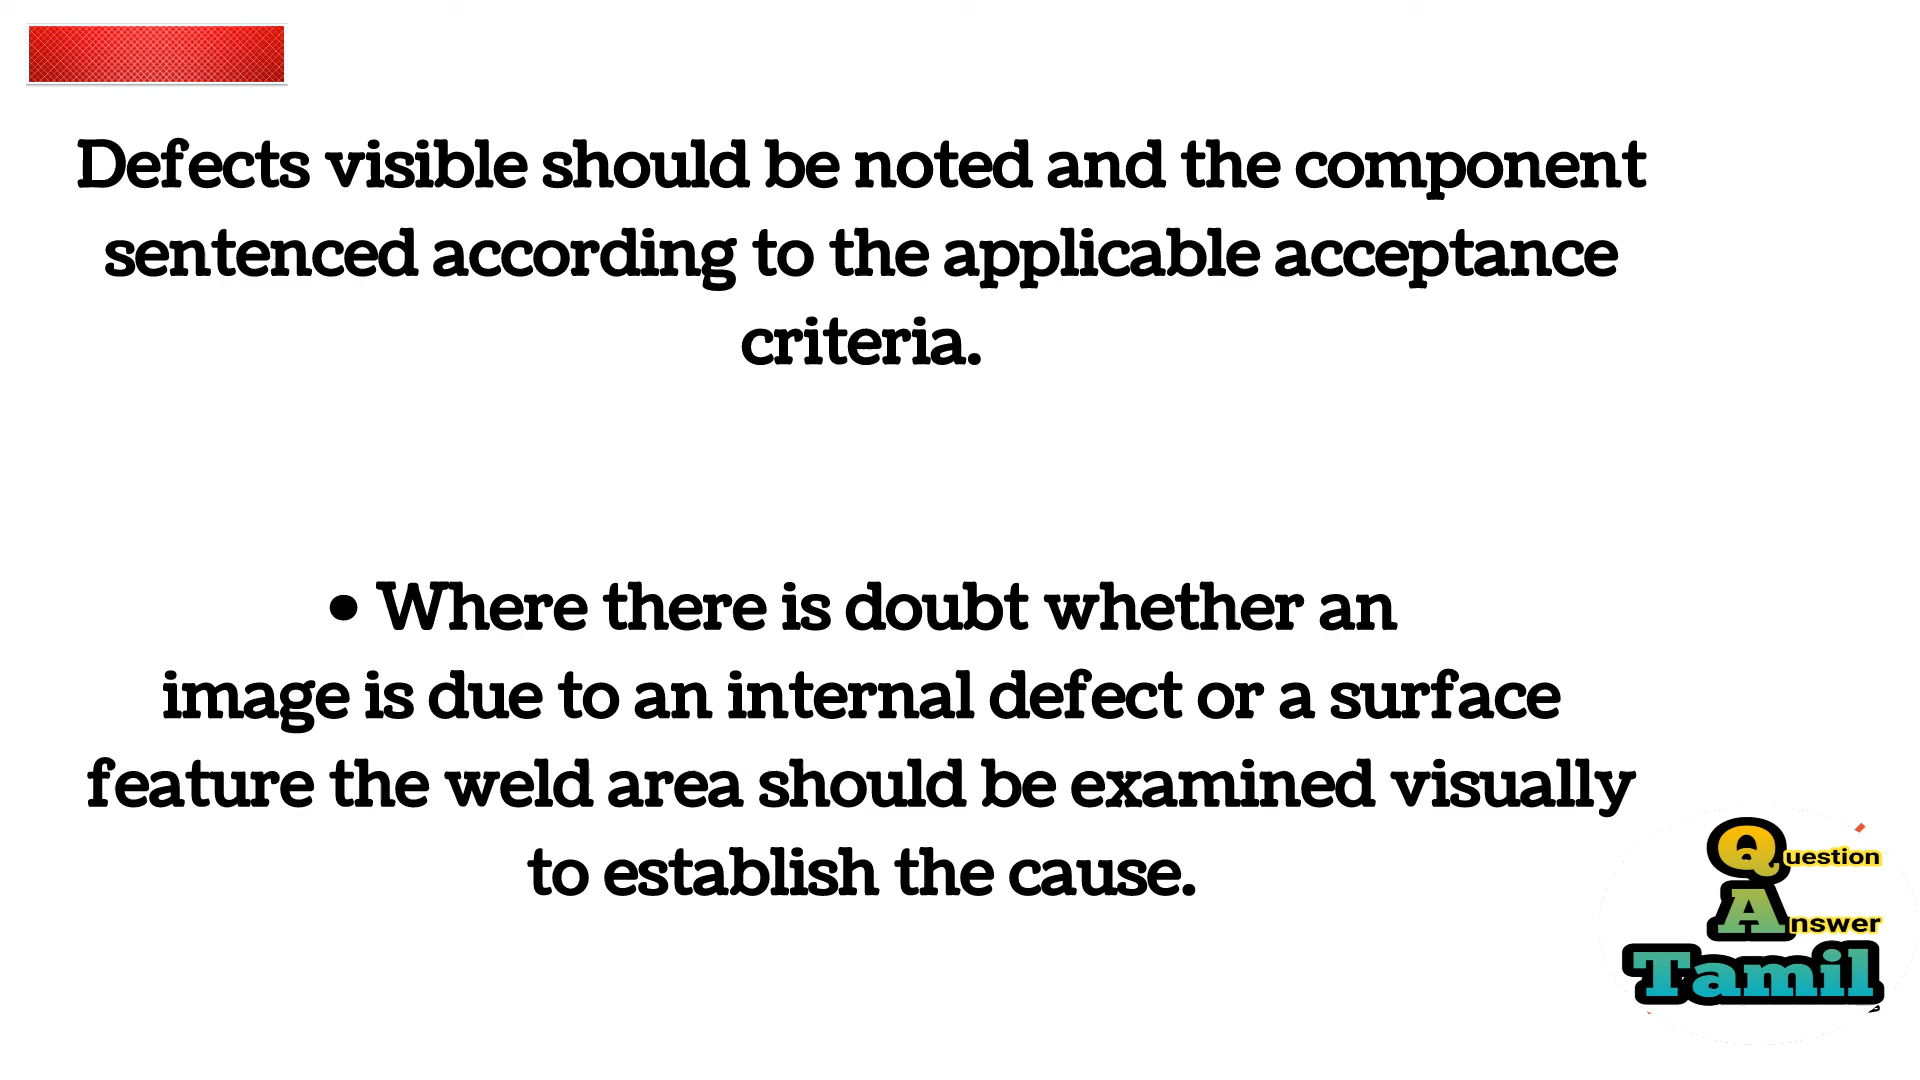 Defects visible should be noted and the component
sentenced according to the applicable acceptance
criteria.
• Where there is doubt whether an
image is due to an internal defect or a surface
feature the weld area should be examined visually
to establish the cause.
Question
Answer
Tamil